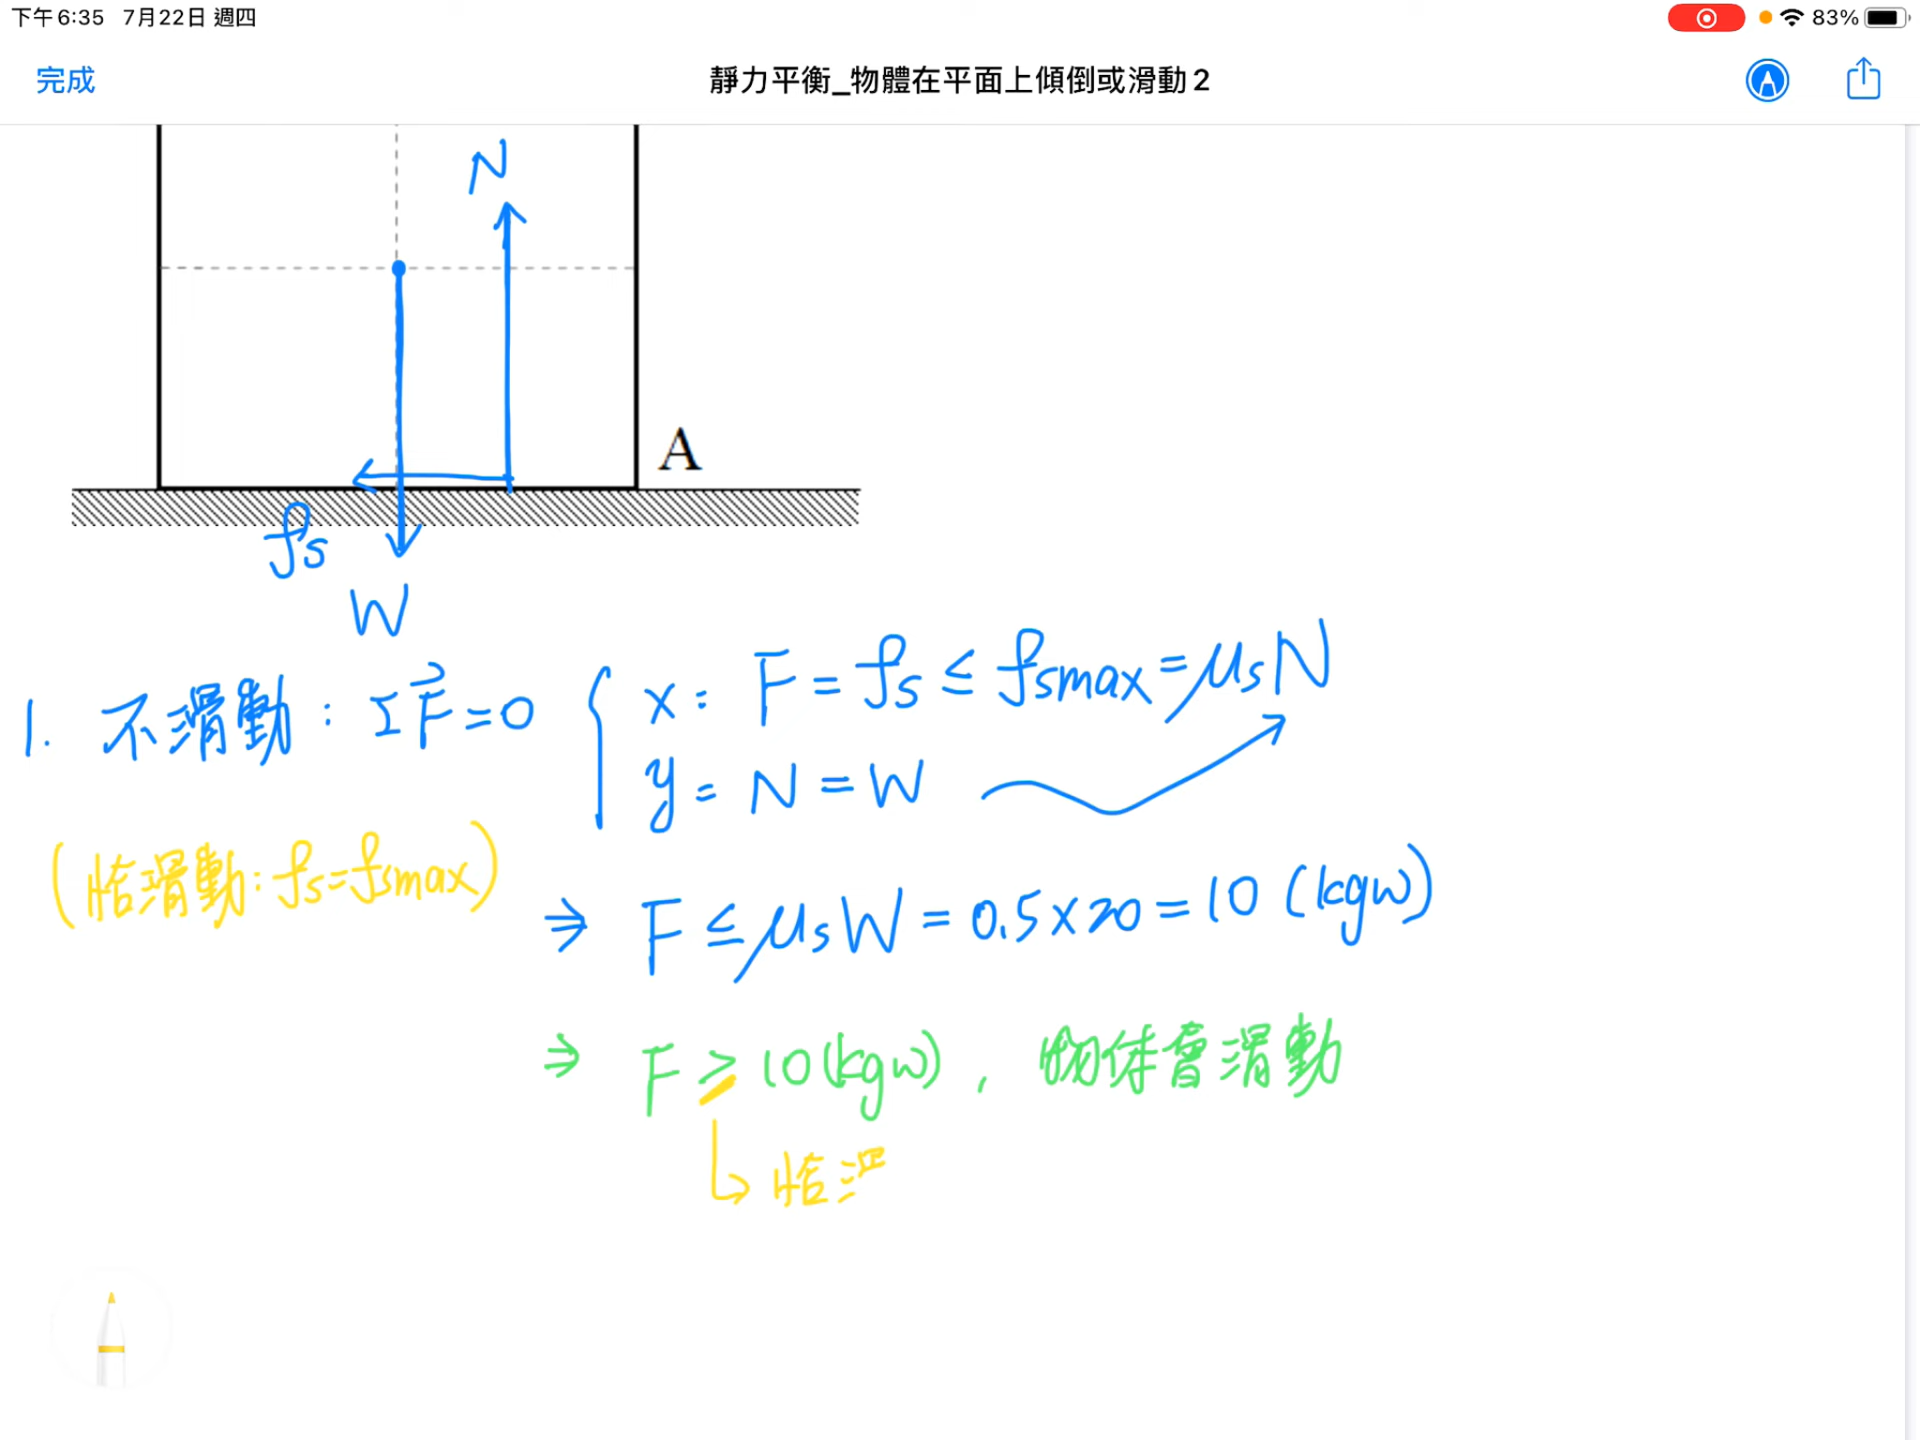 下午6:35 7月22日 週四
83%
完成
靜力平衡_物體在平面上傾倒或滑動2
N
A
fs
W
1. 不滑動: ΣF⃗=0 { x: F = fs ≤ fsmax = μsN
y= N = W
(恰滑動: fs=fsmax)
⇒ F ≤ μsW = 0.5×20 = 10 (kgw)
⇒ F ≥ 10(kgw), 物体會滑動
↳ 恰